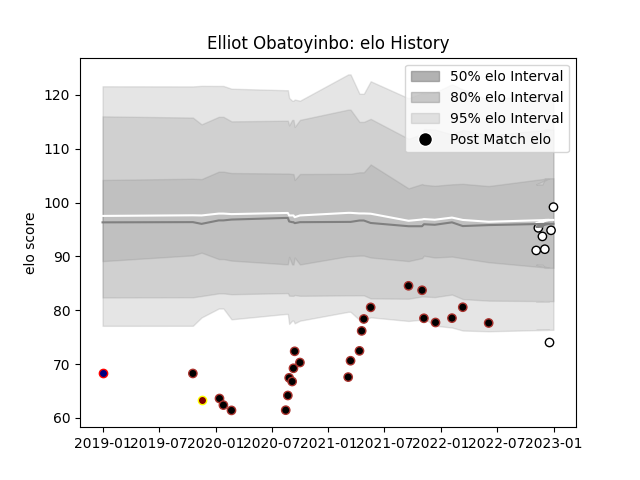 Elliot Obatoyinbo: elo History
50% elo Interval
80% elo Interval
95% elo Interval
Post Match elo
elo score
120
110
100
90
80
70
60
2019-01 2019-07 2020-01 2020-07 2021-01 2021-07 2022-01 2022-07 2023-01